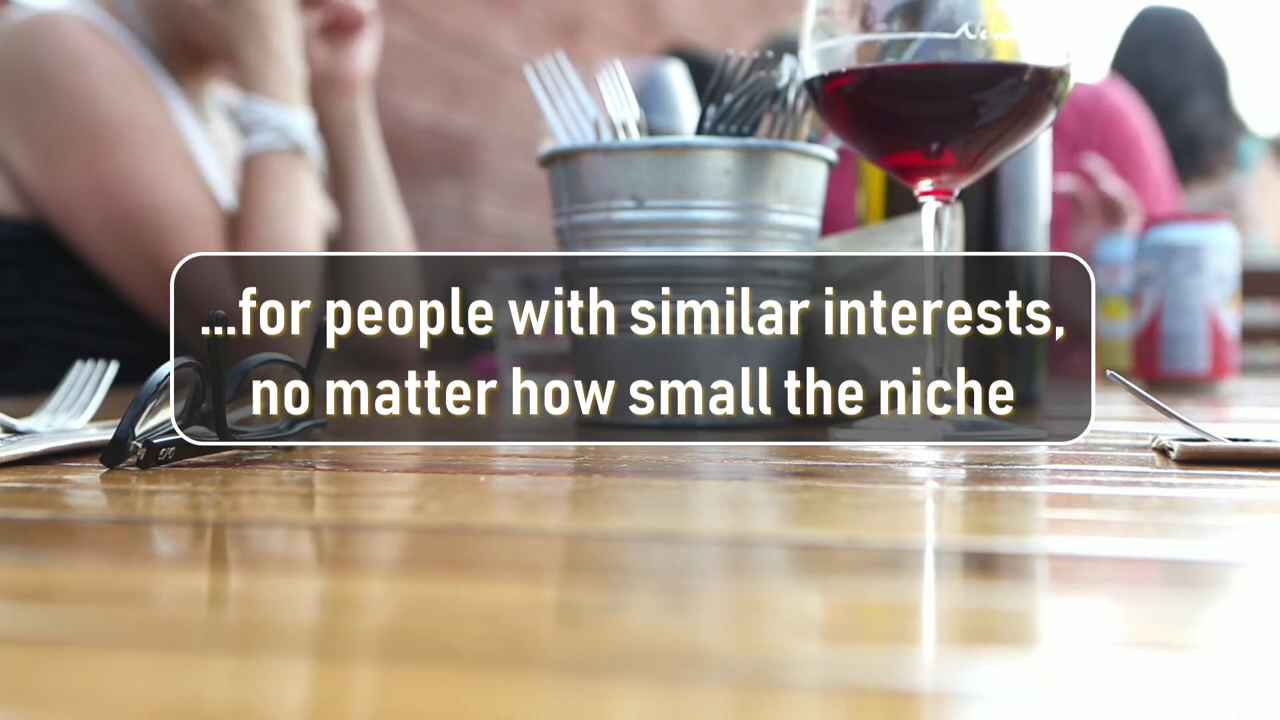 ...for people with similar interests,
no matter how small the niche